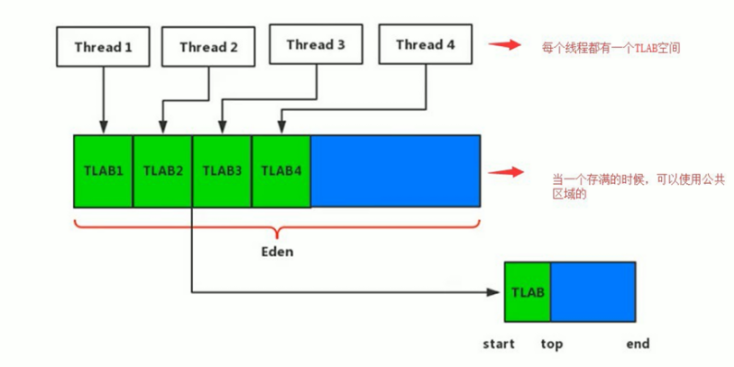 Thread 1
Thread 2
Thread 3
Thread 4
每个线程都有一个TLAB空间
TLAB1
TLAB2
TLAB3
TLAB4
当一个存满的时候，可以使用公共
区域的
Eden
TLAB
start
top
end